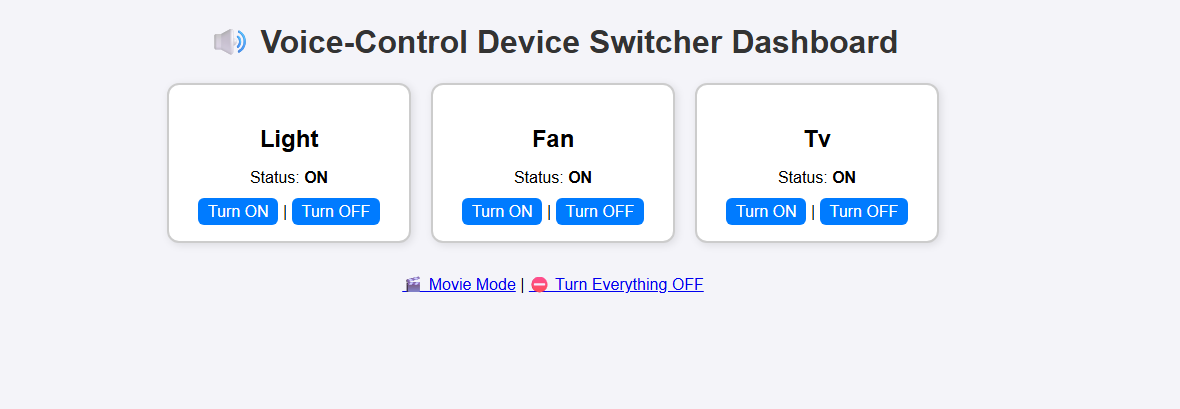 🔊 Voice-Control Device Switcher Dashboard
Light
Status: ON
Turn ON | Turn OFF
Fan
Status: ON
Turn ON | Turn OFF
Tv
Status: ON
Turn ON | Turn OFF
🎬 Movie Mode | ⛔ Turn Everything OFF